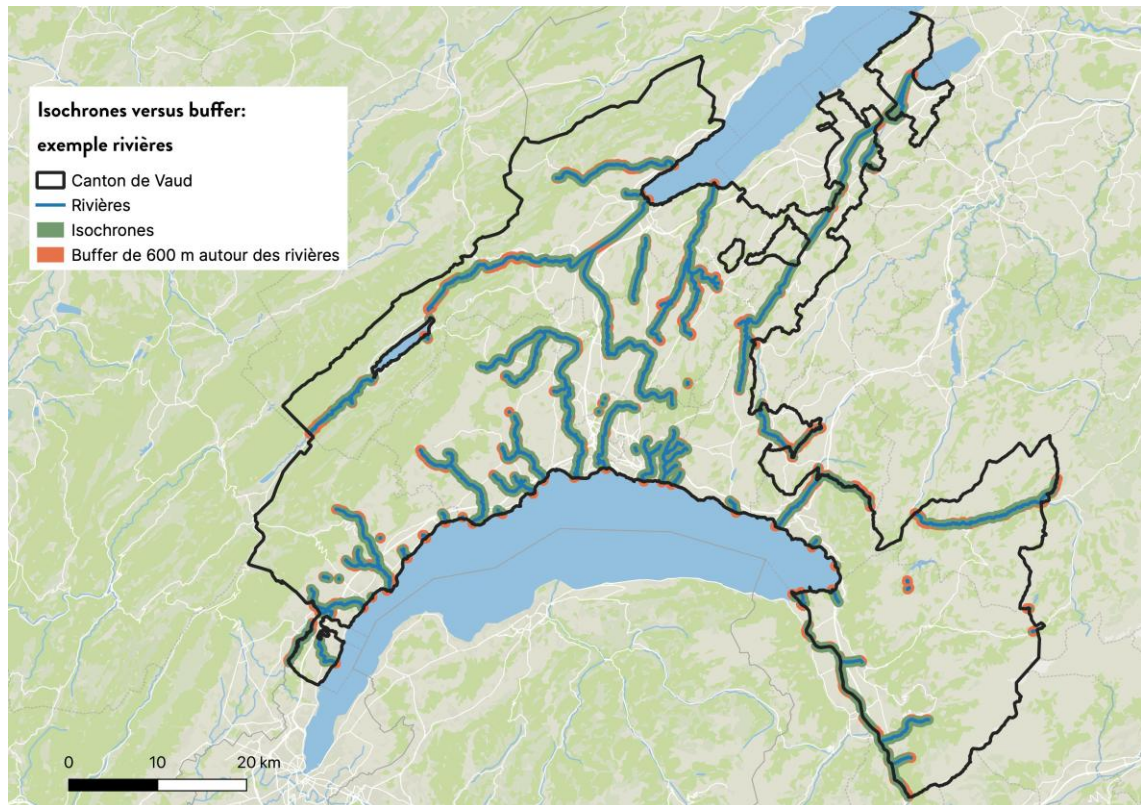 Isochrones versus buffer:
exemple rivières
Canton de Vaud
Rivières
Isochrones
Buffer de 600 m autour des rivières
0 10 20 km